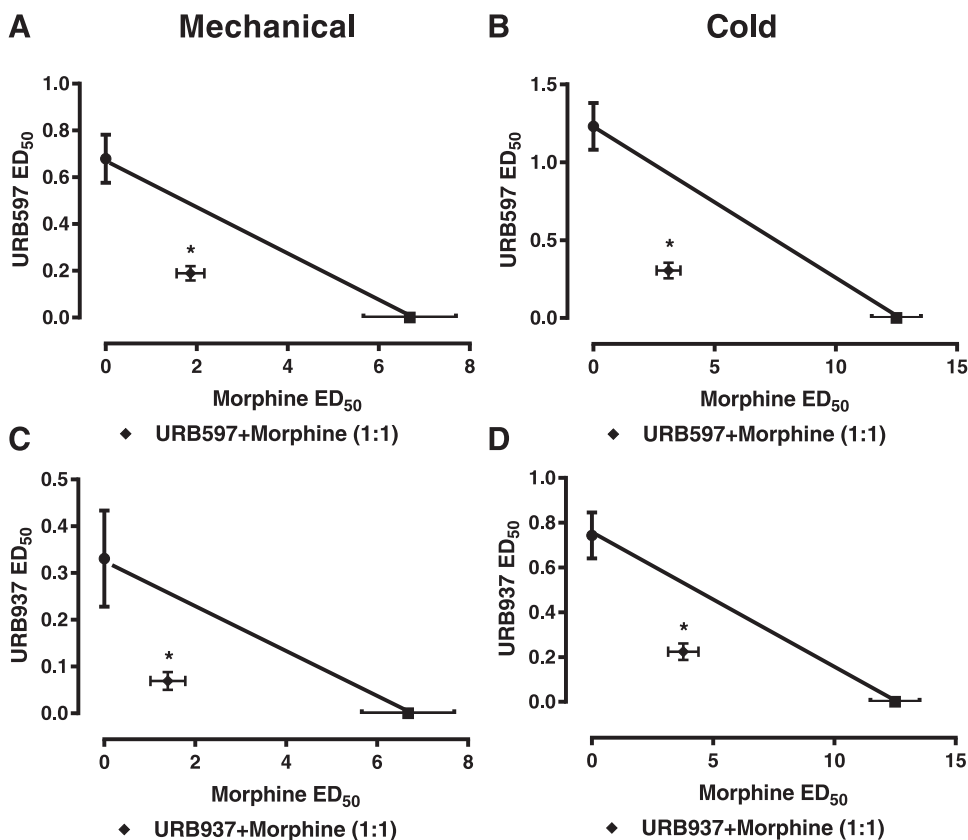 A Mechanical
B Cold
URB597 ED50
1.0
0.8
0.6
0.4
0.2
0.0
*
0 2 4 6 8
Morphine ED50
◆ URB597+Morphine (1:1)
URB597 ED50
1.5
1.0
0.5
0.0
*
0 5 10 15
Morphine ED50
◆ URB597+Morphine (1:1)
C
URB937 ED50
0.5
0.4
0.3
0.2
0.1
0.0
*
0 2 4 6 8
Morphine ED50
◆ URB937+Morphine (1:1)
D
URB937 ED50
1.0
0.8
0.6
0.4
0.2
0.0
*
0 5 10 15
Morphine ED50
◆ URB937+Morphine (1:1)